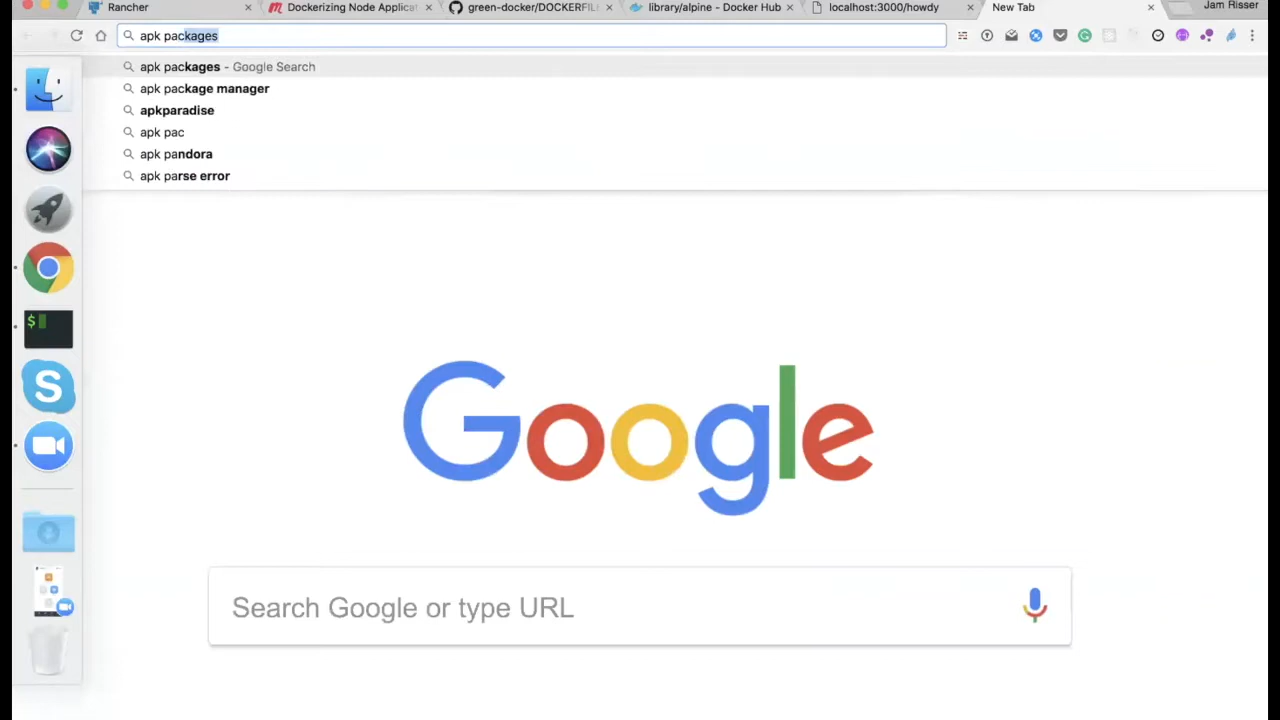 Rancher
Dockerizing Node Applicat
green-docker/DOCKERFIL
library/alpine - Docker Hub
localhost:3000/howdy
New Tab
Jam Risser
apk packages
apk packages - Google Search
apk package manager
apkparadise
apk pac
apk pandora
apk parse error
$
S
Google
Search Google or type URL